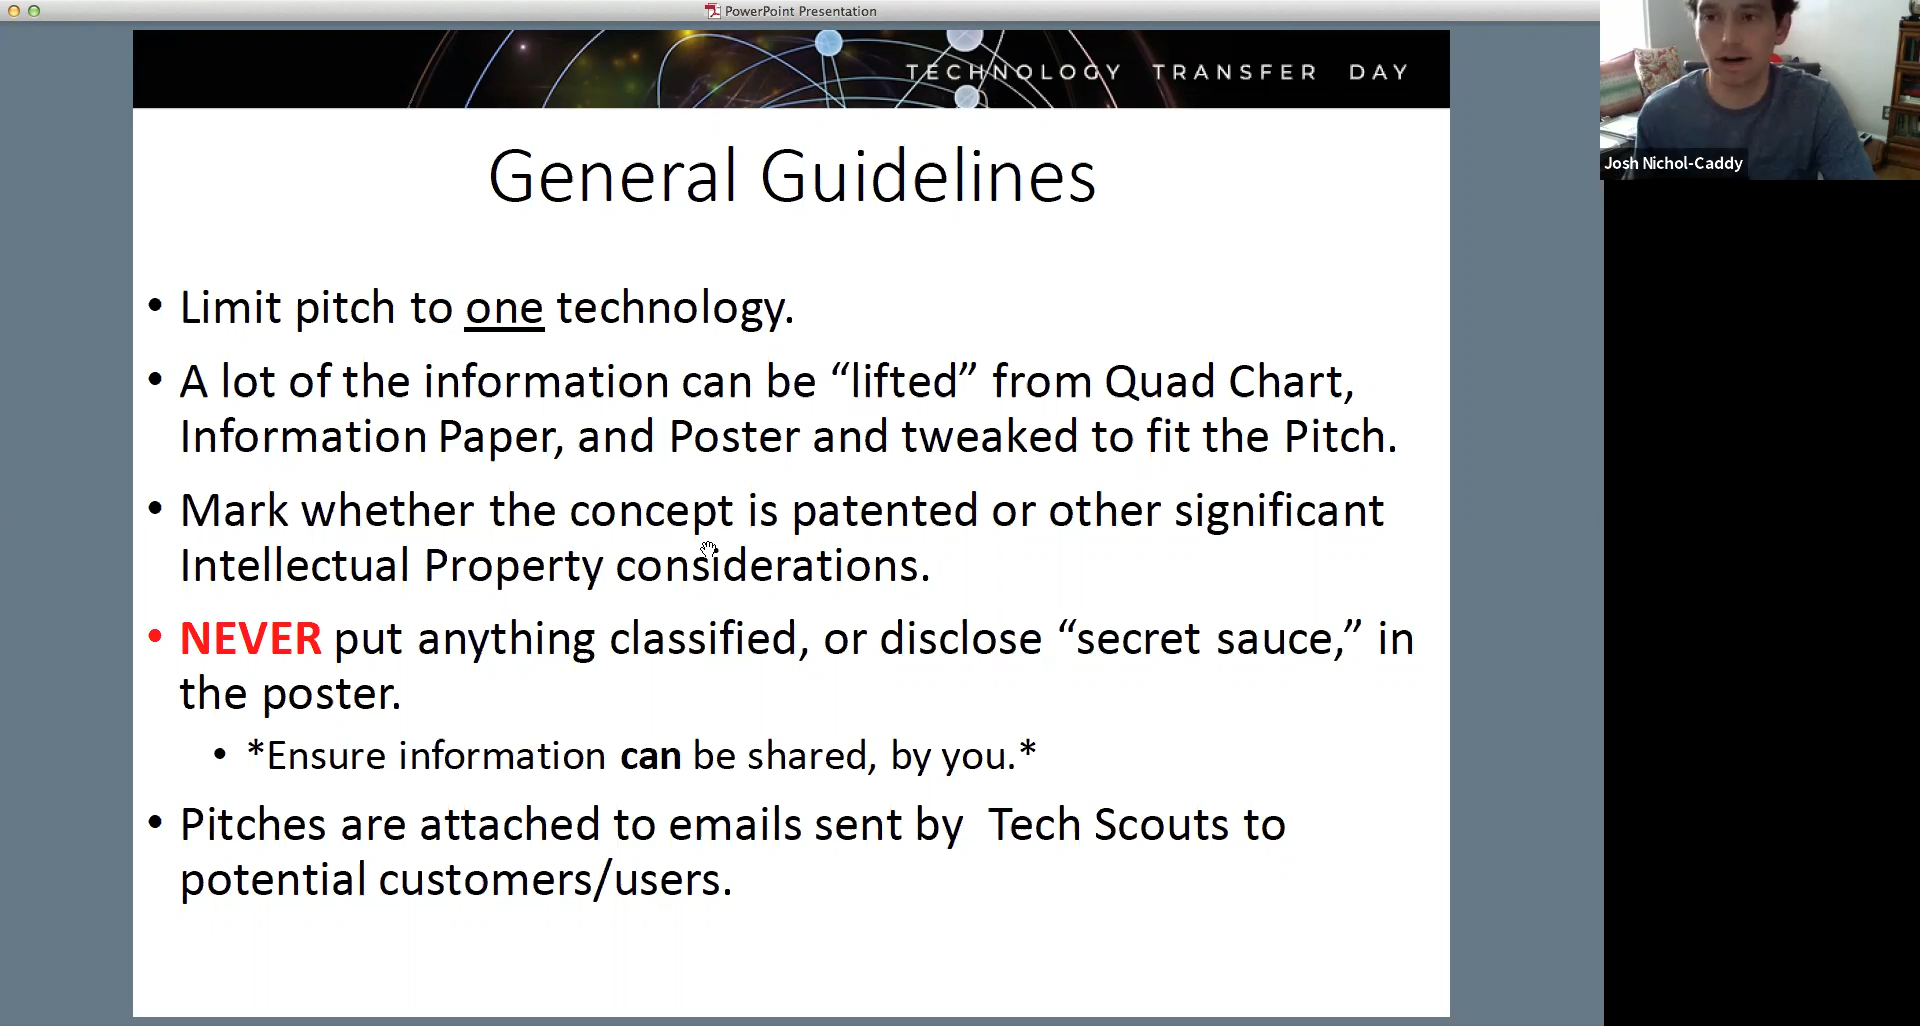 PowerPoint Presentation
TECHNOLOGY TRANSFER DAY
Josh Nichol-Caddy
General Guidelines
• Limit pitch to one technology.
• A lot of the information can be “lifted” from Quad Chart,
Information Paper, and Poster and tweaked to fit the Pitch.
• Mark whether the concept is patented or other significant
Intellectual Property considerations.
• NEVER put anything classified, or disclose “secret sauce,” in
the poster.
• *Ensure information can be shared, by you.*
• Pitches are attached to emails sent by  Tech Scouts to
potential customers/users.